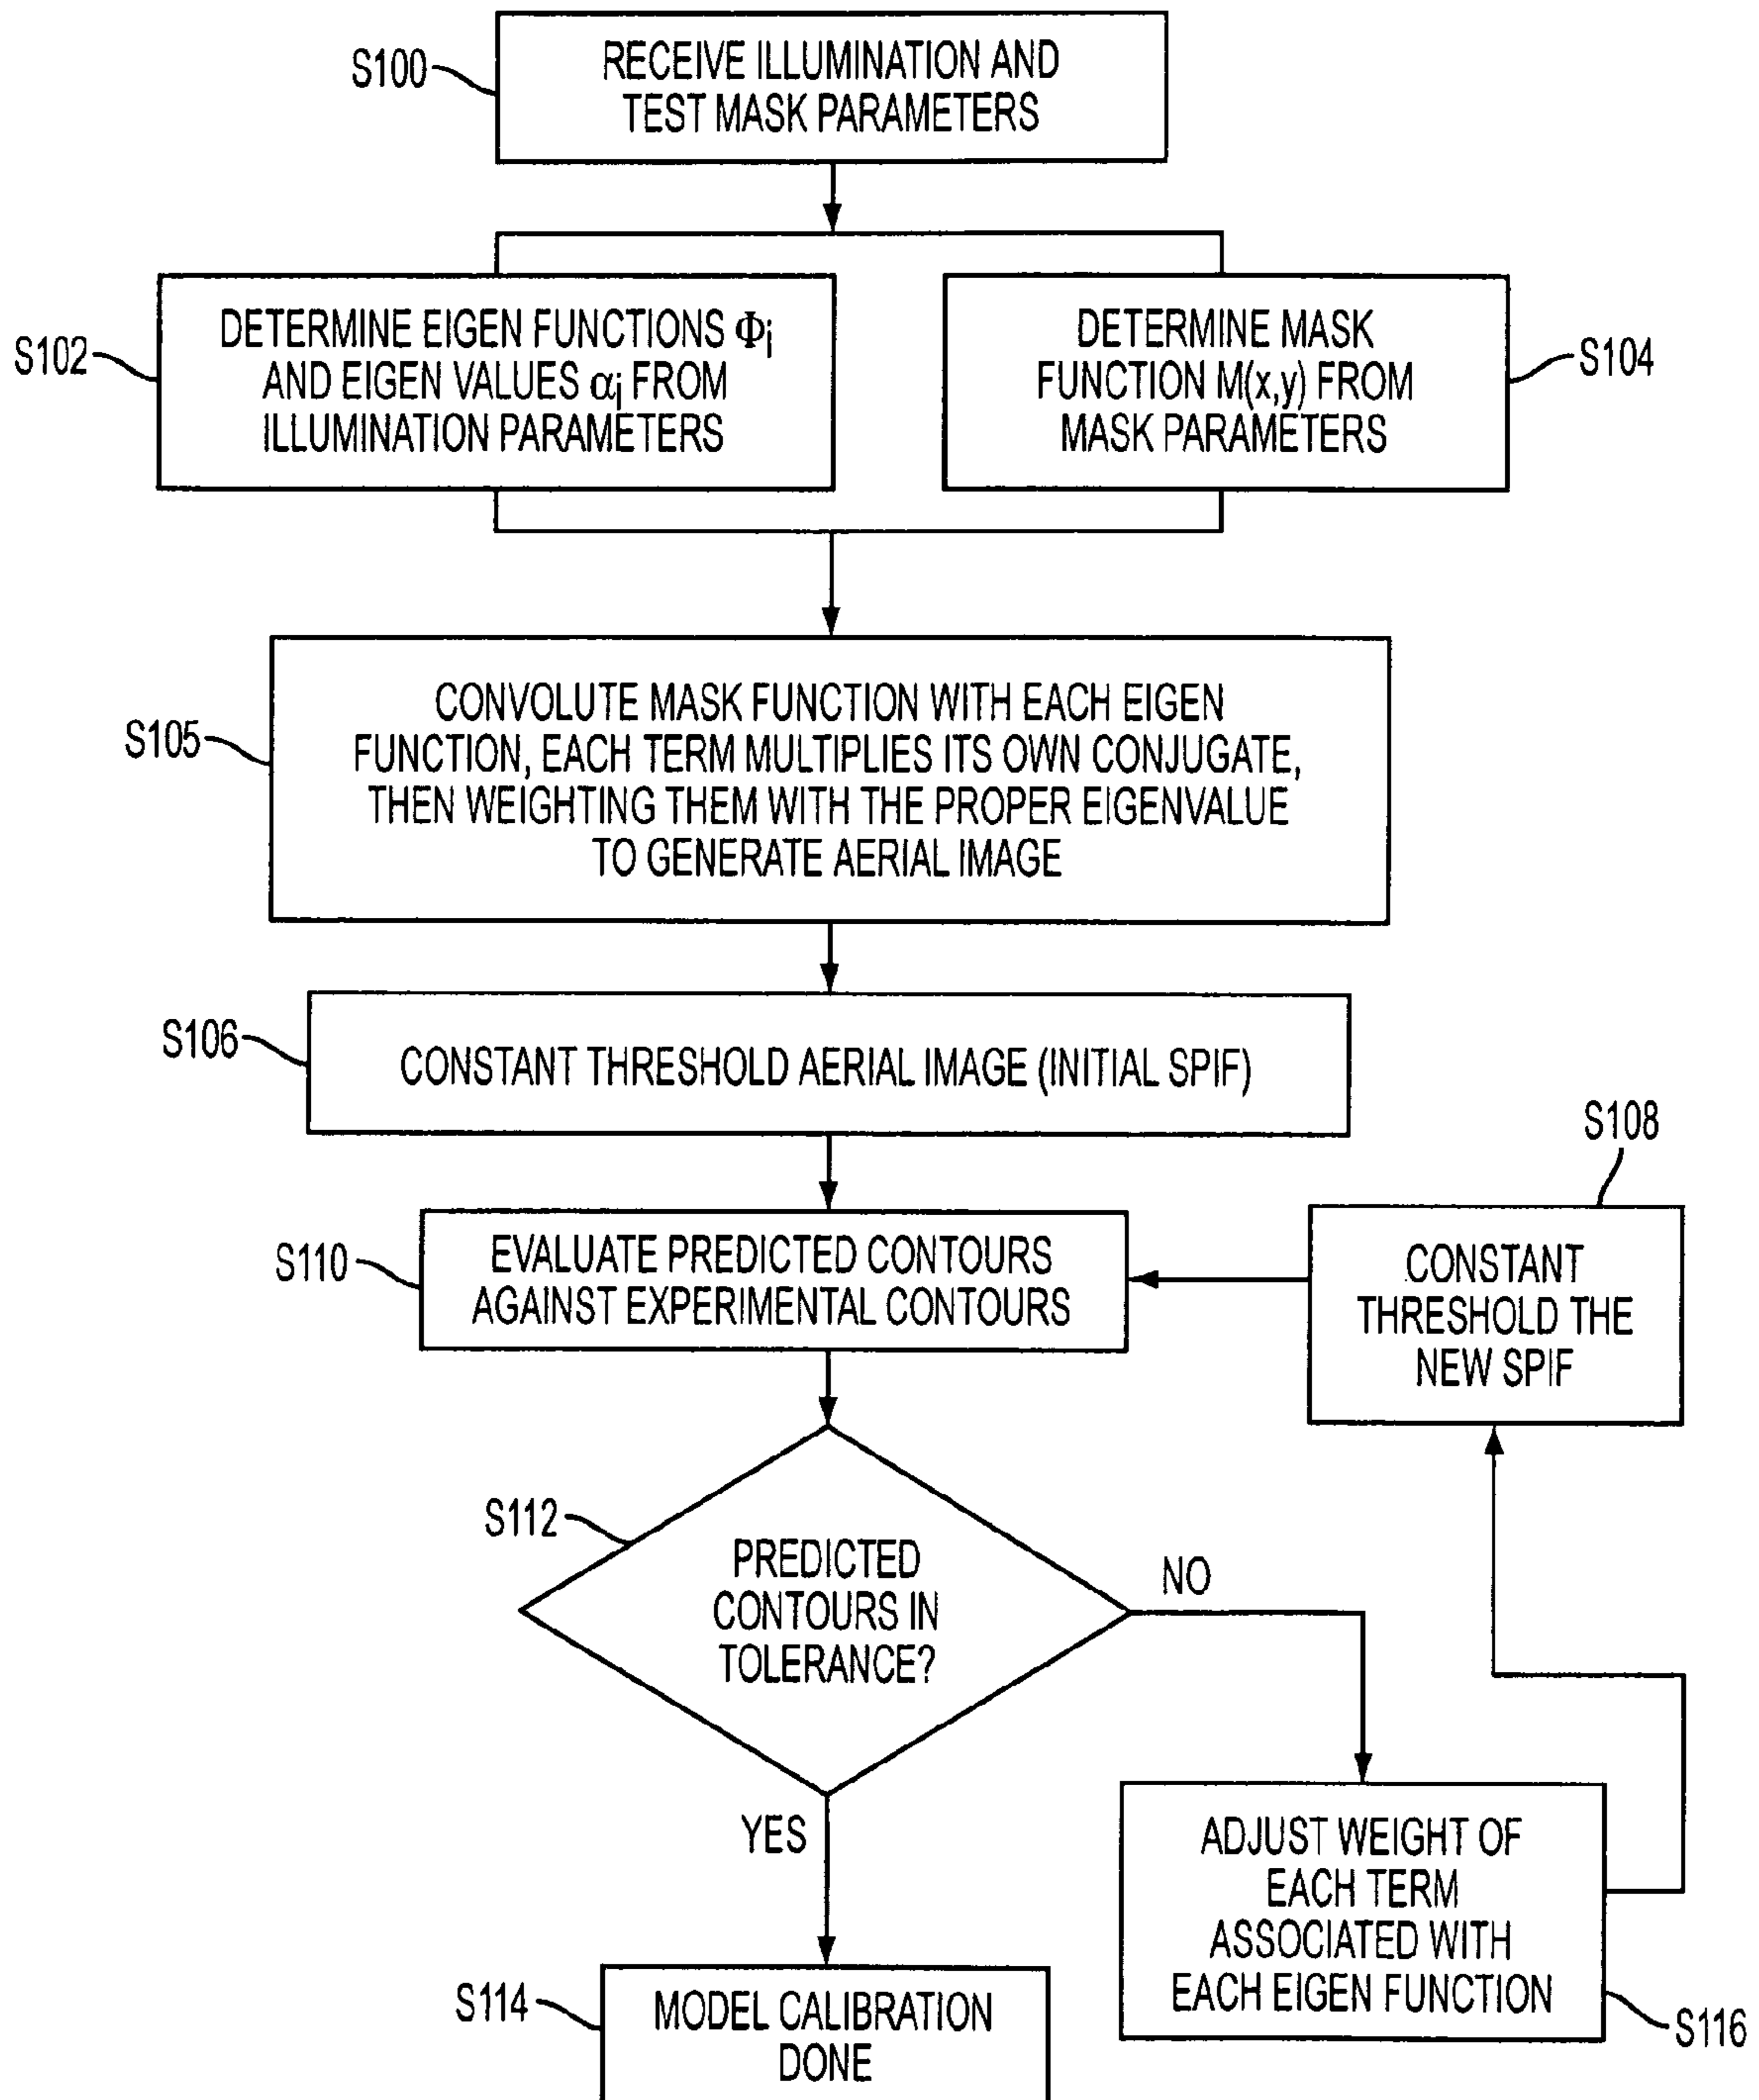 S100
RECEIVE ILLUMINATION AND
TEST MASK PARAMETERS
S102
DETERMINE EIGEN FUNCTIONS Φi
AND EIGEN VALUES αi FROM
ILLUMINATION PARAMETERS
DETERMINE MASK
FUNCTION M(x,y) FROM
MASK PARAMETERS
S104
S105
CONVOLUTE MASK FUNCTION WITH EACH EIGEN
FUNCTION, EACH TERM MULTIPLIES ITS OWN CONJUGATE,
THEN WEIGHTING THEM WITH THE PROPER EIGENVALUE
TO GENERATE AERIAL IMAGE
S106
CONSTANT THRESHOLD AERIAL IMAGE (INITIAL SPIF)
S108
S110
EVALUATE PREDICTED CONTOURS
AGAINST EXPERIMENTAL CONTOURS
CONSTANT
THRESHOLD THE
NEW SPIF
S112
PREDICTED
CONTOURS IN
TOLERANCE?
NO
YES
ADJUST WEIGHT OF
EACH TERM
ASSOCIATED WITH
EACH EIGEN FUNCTION
S116
S114
MODEL CALIBRATION
DONE